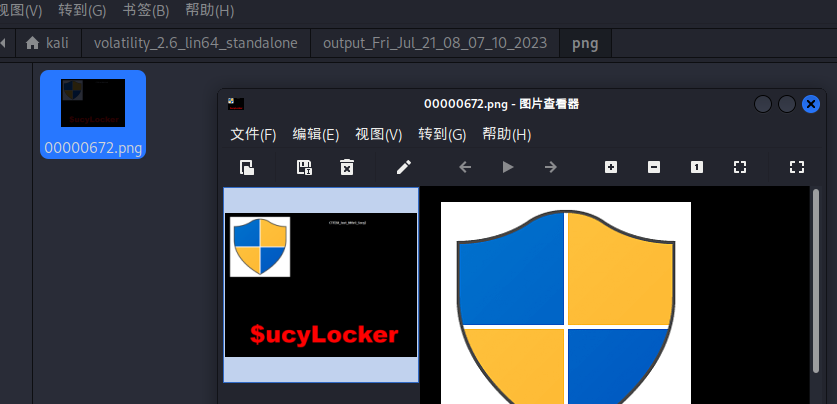 视图(V) 转到(G) 书签(B) 帮助(H)
kali volatility_2.6_lin64_standalone output_Fri_Jul_21_08_07_10_2023 png
00000672.png - 图片查看器
文件(F) 编辑(E) 视图(V) 转到(G) 帮助(H)
00000672.png
1
$ucyLocker